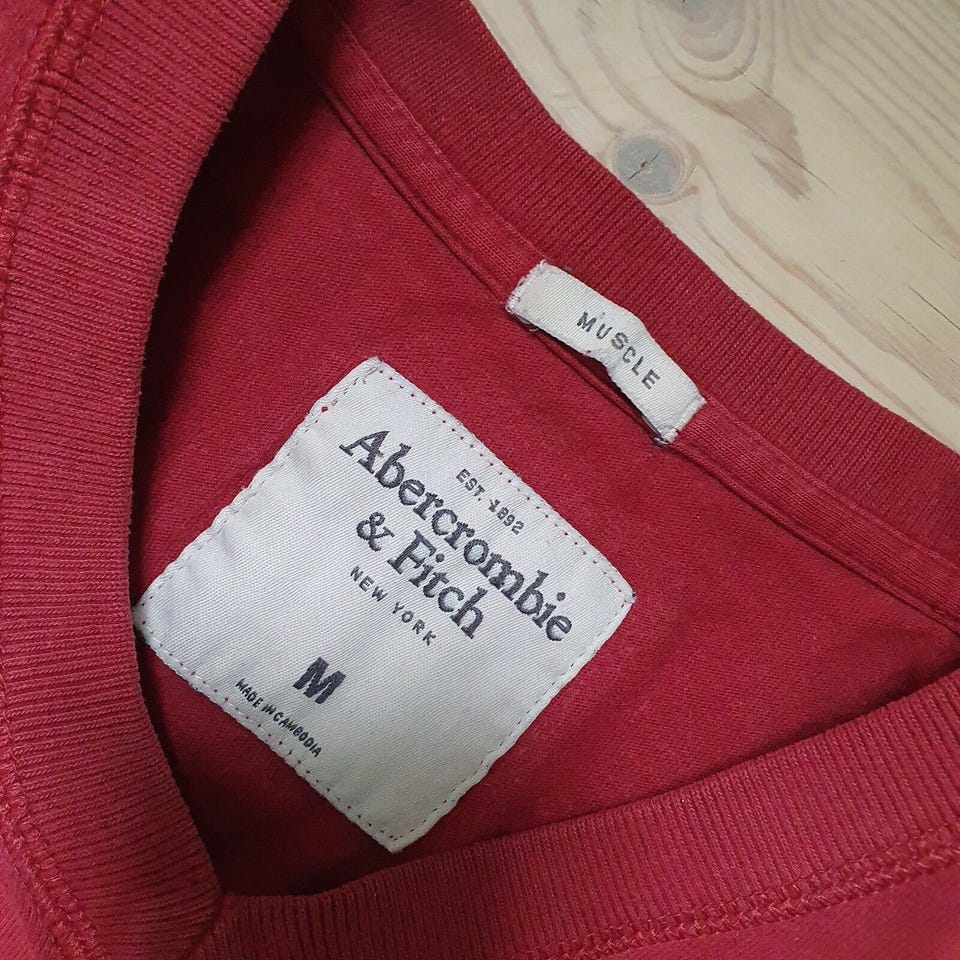 MUSCLE
EST. 1892
Abercrombie
& Fitch
NEW YORK
M
MADE IN CAMBODIA